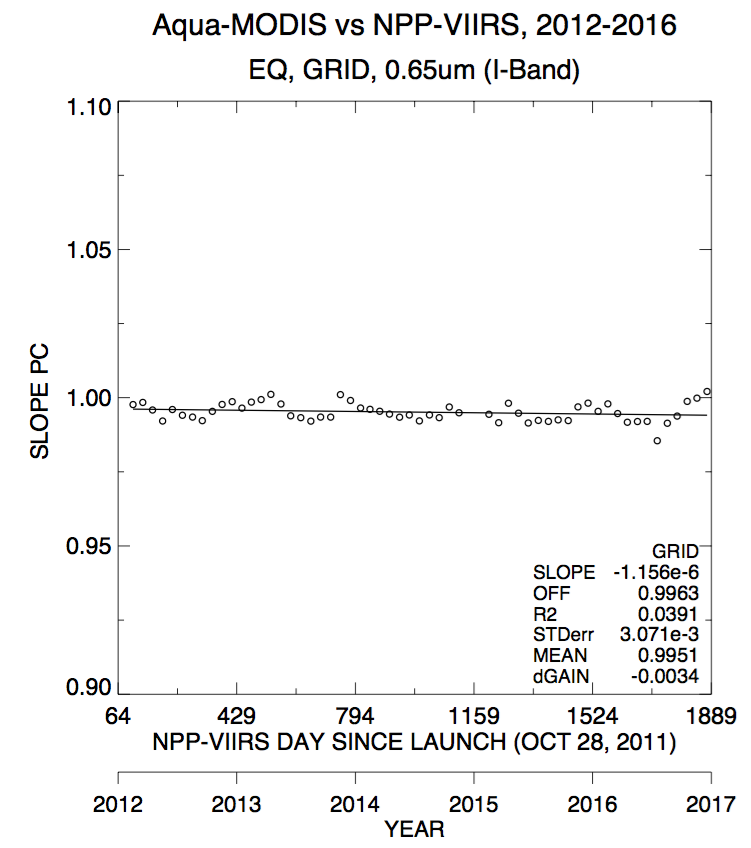 Aqua-MODIS vs NPP-VIIRS, 2012-2016
EQ, GRID, 0.65um (I-Band)
1.10
1.05
1.00
0.95
0.90
SLOPE PC
GRID
SLOPE -1.156e-6
OFF 0.9963
R2 0.0391
STDerr 3.071e-3
MEAN 0.9951
dGAIN -0.0034
64 429 794 1159 1524 1889
NPP-VIIRS DAY SINCE LAUNCH (OCT 28, 2011)
2012 2013 2014 2015 2016 2017
YEAR